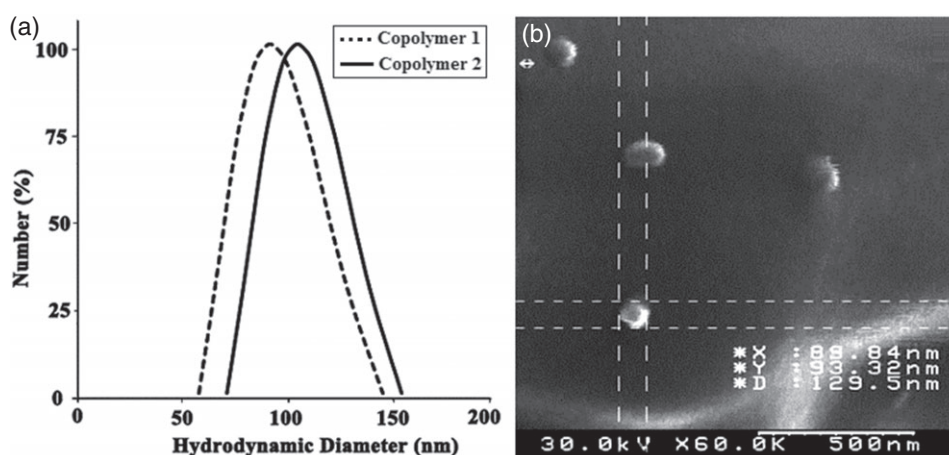 (a)
Copolymer 1
Copolymer 2
100
75
50
25
0
Number (%)
0 50 100 150 200
Hydrodynamic Diameter (nm)
(b)
*X :89.84nm
*Y :93.32nm
*D :129.5nm
30.0kV X60.0K 500nm